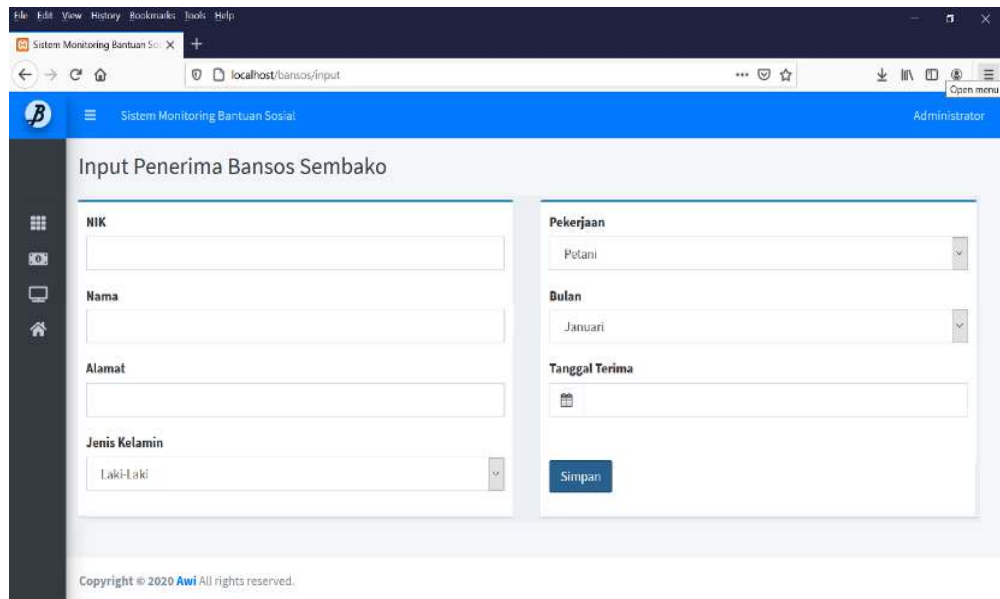 File Edit View History Bookmarks Tools Help
Sistem Monitoring Bantuan So
localhost/bansos/input
Open menu
B
Sistem Monitoring Bantuan Sosial
Administrator
Input Penerima Bansos Sembako
NIK
Nama
Alamat
Jenis Kelamin
Laki-Laki
Pekerjaan
Petani
Bulan
Januari
Tanggal Terima
Simpan
Copyright © 2020 Awi All rights reserved.